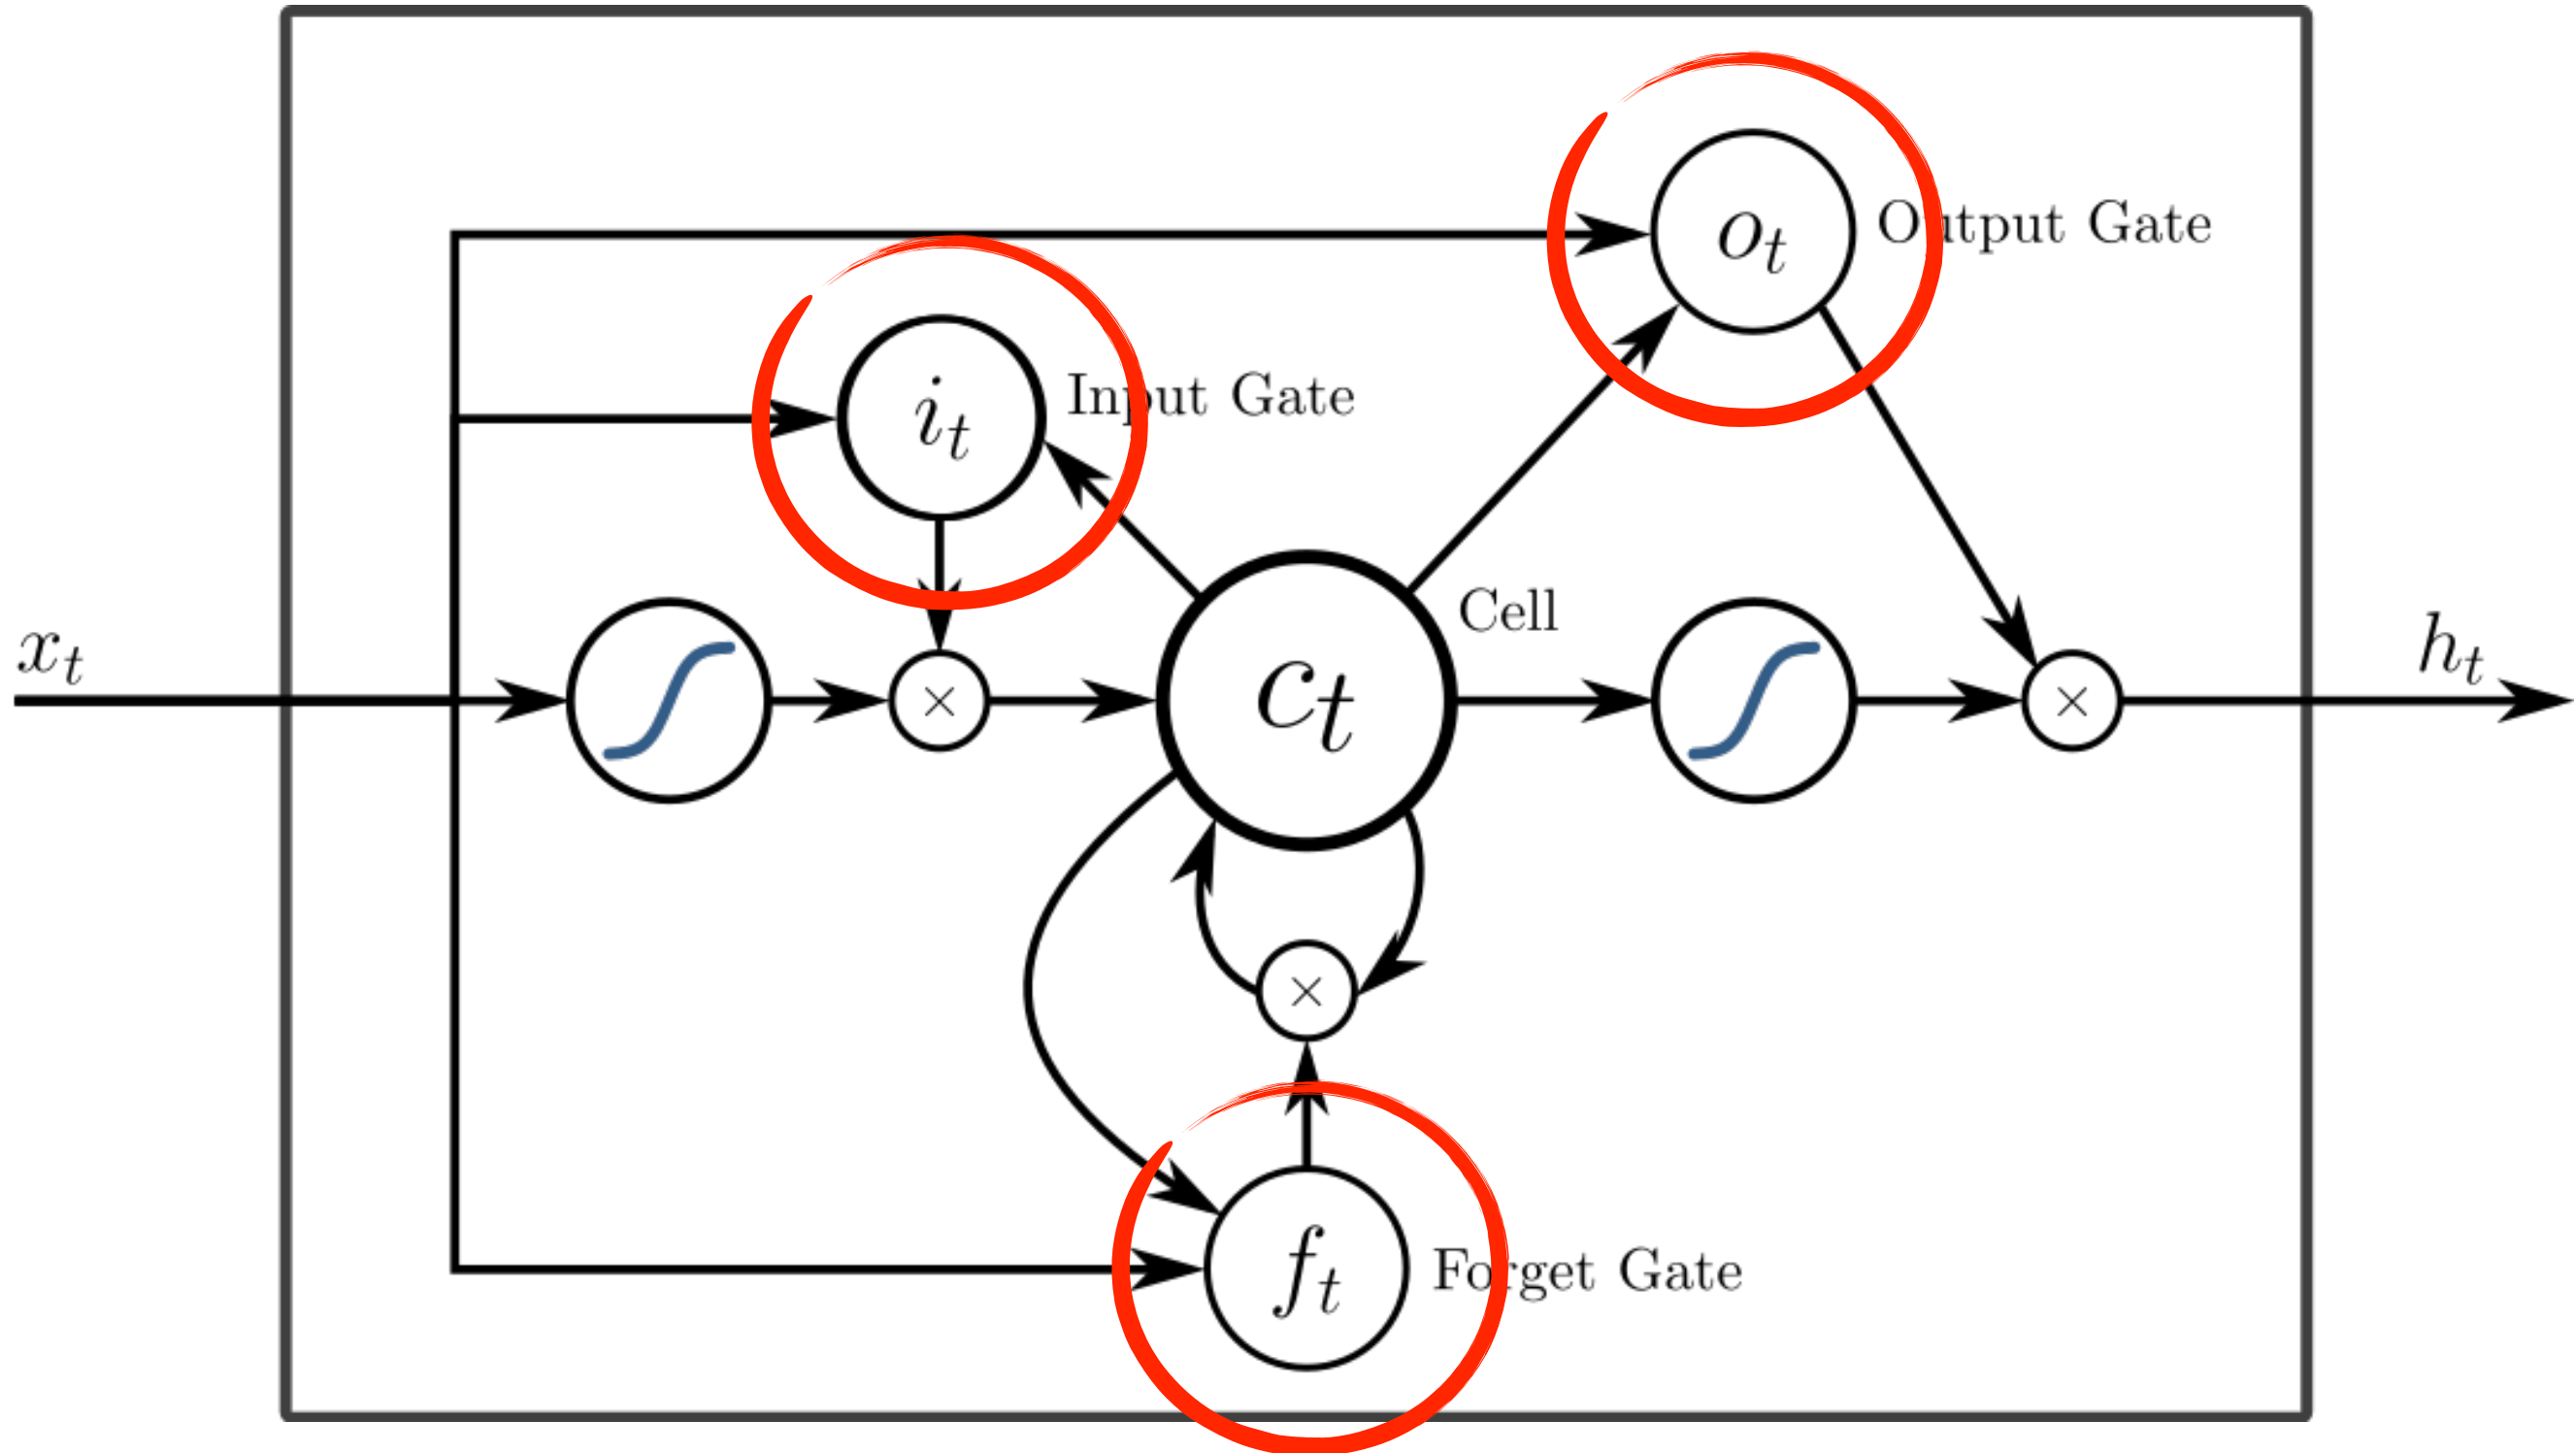 o_t Output Gate
i_t Input Gate
x_t
×
c_t
Cell
×
h_t
×
f_t Forget Gate